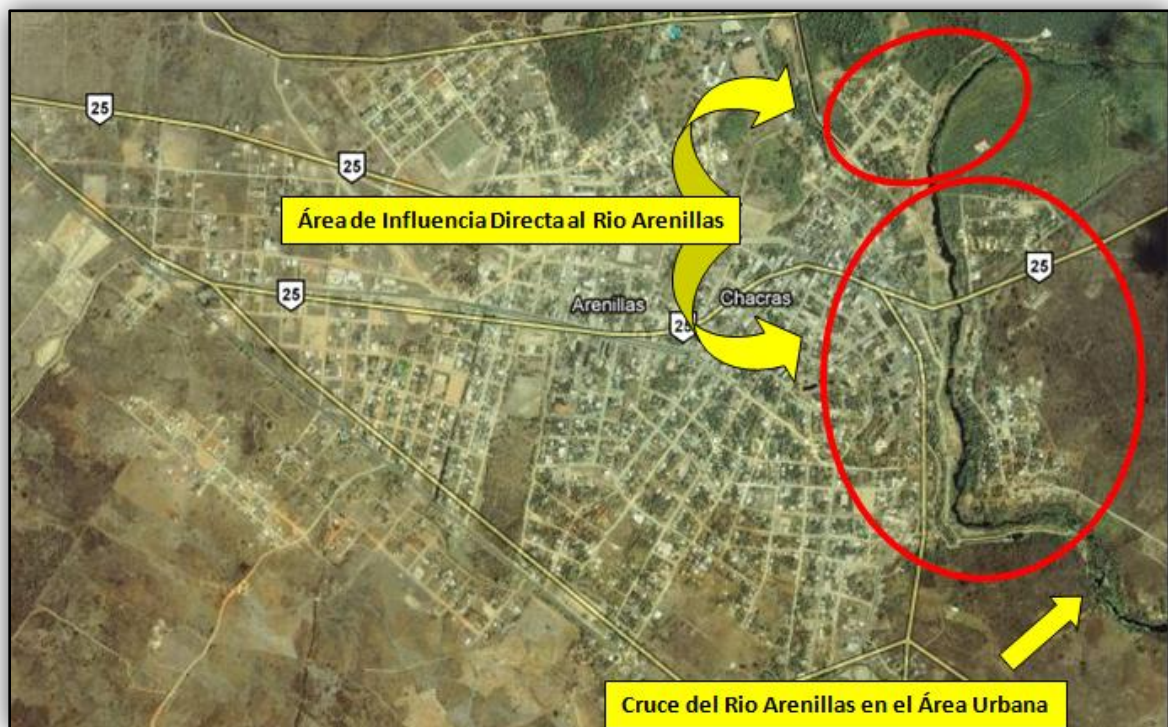 25
25
Área de Influencia Directa al Rio Arenillas
25
25
Arenillas
Chacras
25
Cruce del Rio Arenillas en el Área Urbana